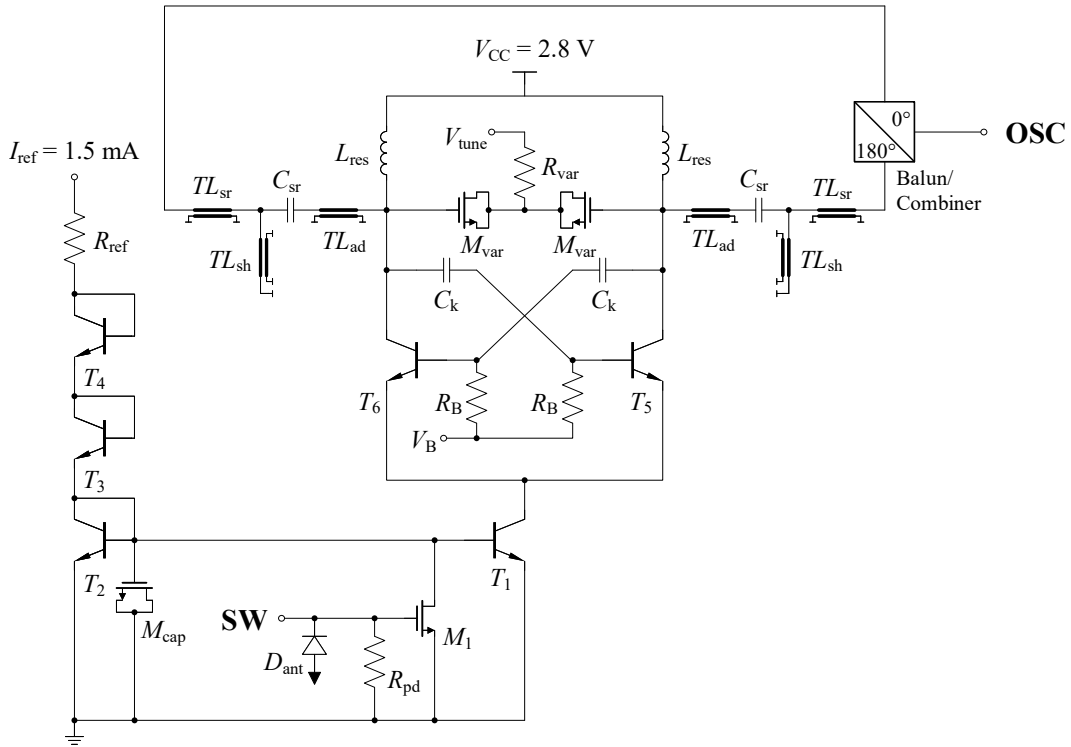 V_CC = 2.8 V
0°
180°
OSC
Balun/
Combiner
I_ref = 1.5 mA
V_tune
L_res
R_var
L_res
TL_sr
C_sr
TL_ad
M_var
M_var
TL_ad
C_sr
TL_sr
R_ref
TL_sh
TL_sh
C_k
C_k
T_4
T_6
R_B
R_B
T_5
V_B
T_3
T_2
T_1
M_cap
SW
M_1
D_ant
R_pd